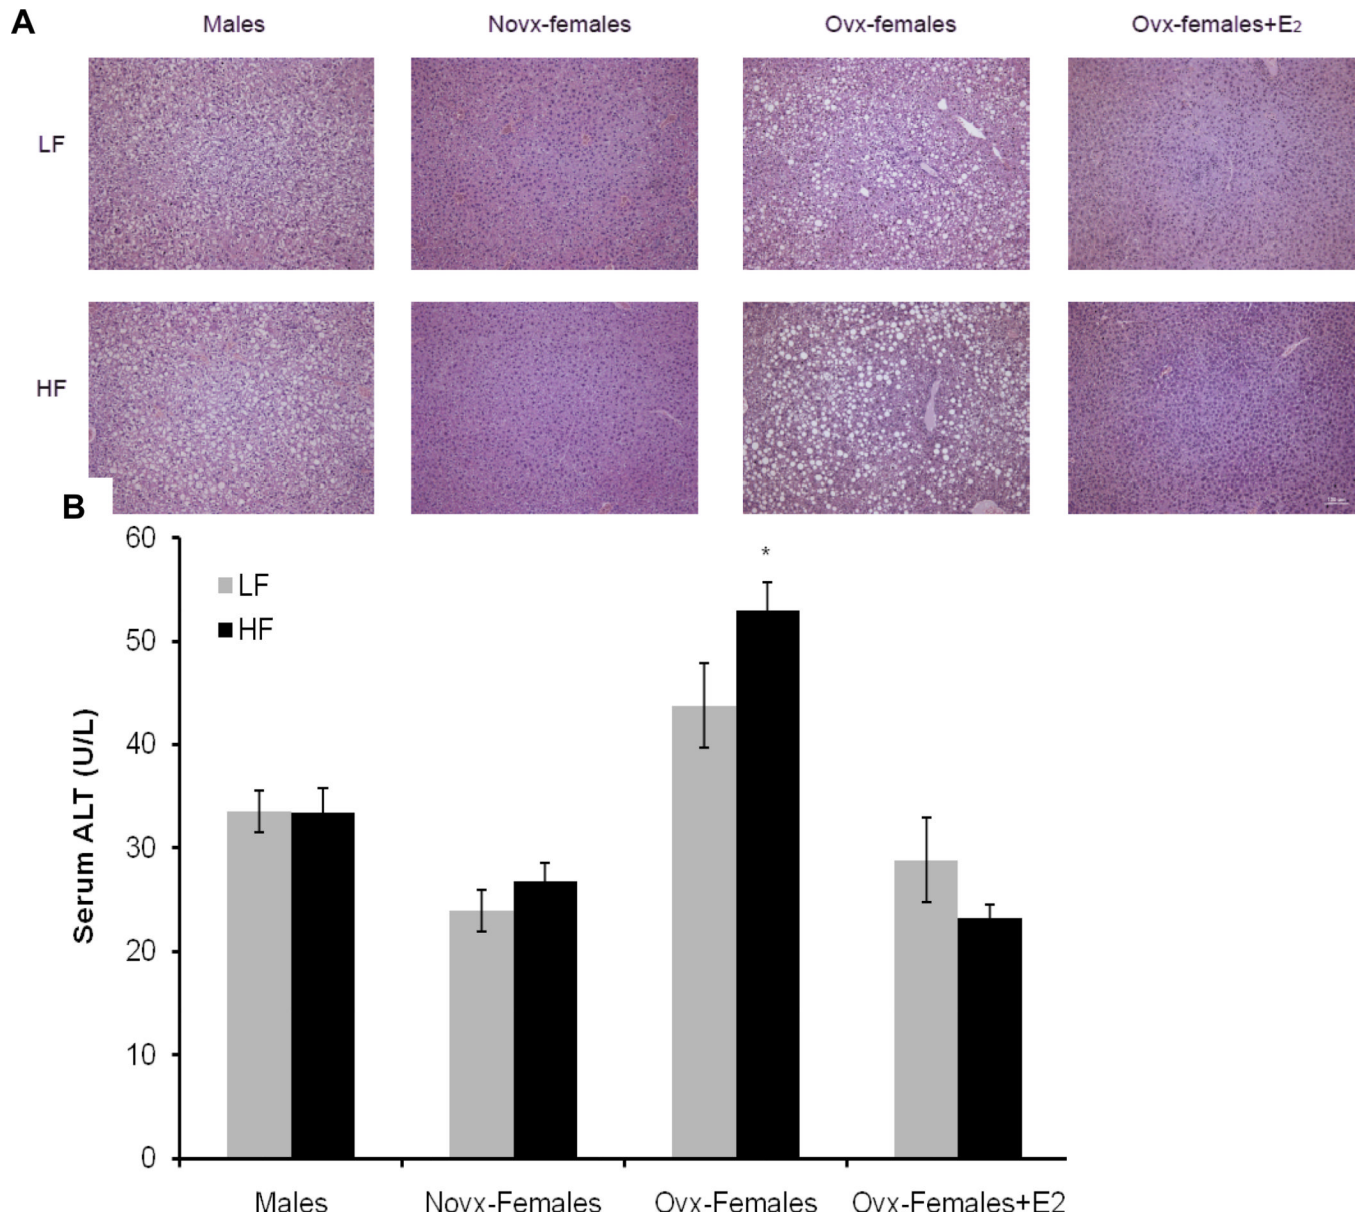 A
Males Novx-females Ovx-females Ovx-females+E2
LF
HF
B
60
50
40
30
20
10
0
Serum ALT (U/L)
LF
HF
*
Males Novx-Females Ovx-Females Ovx-Females+E2